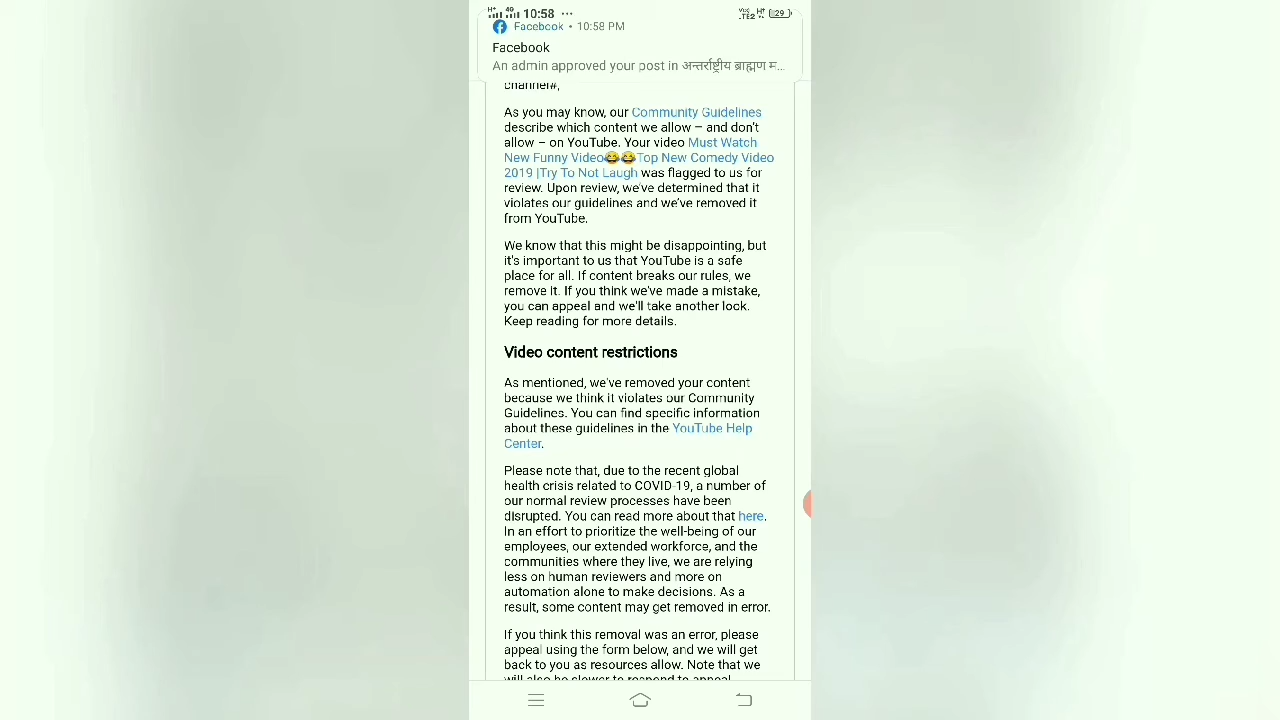 H+ 4G 10:58 ... 29
Facebook • 10:58 PM
Facebook
An admin approved your post in अन्तर्राष्ट्रीय ब्राह्मण म...
channel#,
As you may know, our Community Guidelines
describe which content we allow – and don't
allow – on YouTube. Your video Must Watch
New Funny Video😂😂Top New Comedy Video
2019 |Try To Not Laugh was flagged to us for
review. Upon review, we've determined that it
violates our guidelines and we've removed it
from YouTube.
We know that this might be disappointing, but
it's important to us that YouTube is a safe
place for all. If content breaks our rules, we
remove it. If you think we've made a mistake,
you can appeal and we'll take another look.
Keep reading for more details.
Video content restrictions
As mentioned, we've removed your content
because we think it violates our Community
Guidelines. You can find specific information
about these guidelines in the YouTube Help
Center.
Please note that, due to the recent global
health crisis related to COVID-19, a number of
our normal review processes have been
disrupted. You can read more about that here.
In an effort to prioritize the well-being of our
employees, our extended workforce, and the
communities where they live, we are relying
less on human reviewers and more on
automation alone to make decisions. As a
result, some content may get removed in error.
If you think this removal was an error, please
appeal using the form below, and we will get
back to you as resources allow. Note that we
will also be slower to respond to appeal